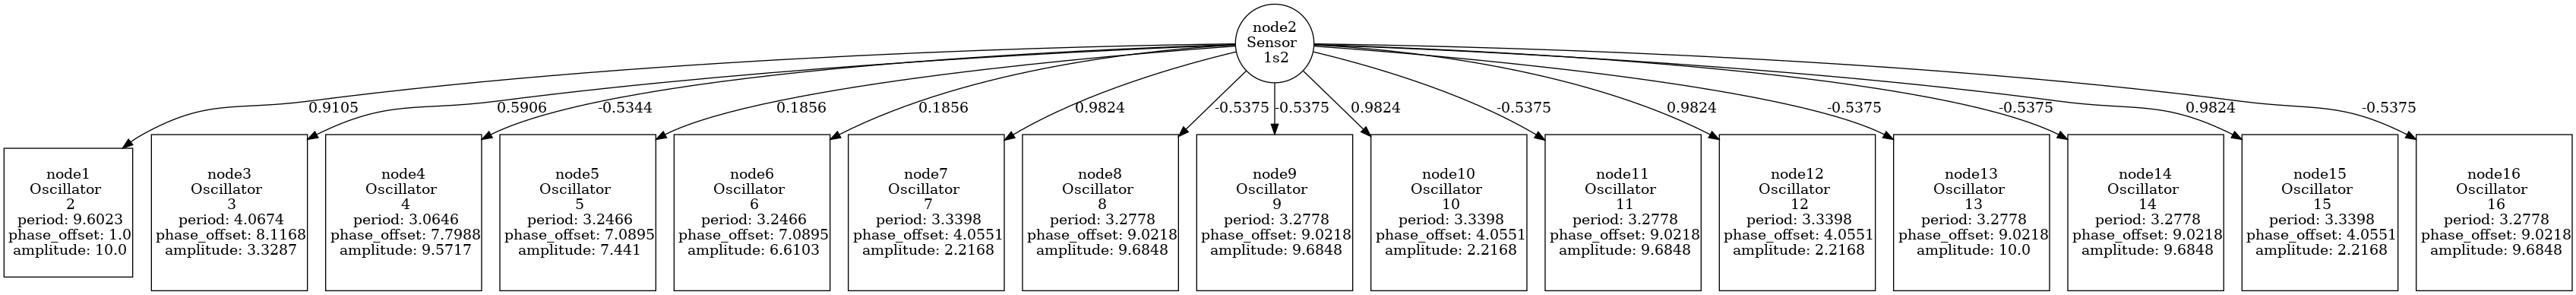 node2
Sensor
1s2
0.9105
0.5906
-0.5344
0.1856
0.1856
0.9824
-0.5375
-0.5375
0.9824
-0.5375
0.9824
-0.5375
-0.5375
0.9824
-0.5375
node1
Oscillator
2
period: 9.6023
phase_offset: 1.0
amplitude: 10.0
node3
Oscillator
3
period: 4.0674
phase_offset: 8.1168
amplitude: 3.3287
node4
Oscillator
4
period: 3.0646
phase_offset: 7.7988
amplitude: 9.5717
node5
Oscillator
5
period: 3.2466
phase_offset: 7.0895
amplitude: 7.441
node6
Oscillator
6
period: 3.2466
phase_offset: 7.0895
amplitude: 6.6103
node7
Oscillator
7
period: 3.3398
phase_offset: 4.0551
amplitude: 2.2168
node8
Oscillator
8
period: 3.2778
phase_offset: 9.0218
amplitude: 9.6848
node9
Oscillator
9
period: 3.2778
phase_offset: 9.0218
amplitude: 9.6848
node10
Oscillator
10
period: 3.3398
phase_offset: 4.0551
amplitude: 2.2168
node11
Oscillator
11
period: 3.2778
phase_offset: 9.0218
amplitude: 9.6848
node12
Oscillator
12
period: 3.3398
phase_offset: 4.0551
amplitude: 2.2168
node13
Oscillator
13
period: 3.2778
phase_offset: 9.0218
amplitude: 10.0
node14
Oscillator
14
period: 3.2778
phase_offset: 9.0218
amplitude: 9.6848
node15
Oscillator
15
period: 3.3398
phase_offset: 4.0551
amplitude: 2.2168
node16
Oscillator
16
period: 3.2778
phase_offset: 9.0218
amplitude: 9.6848